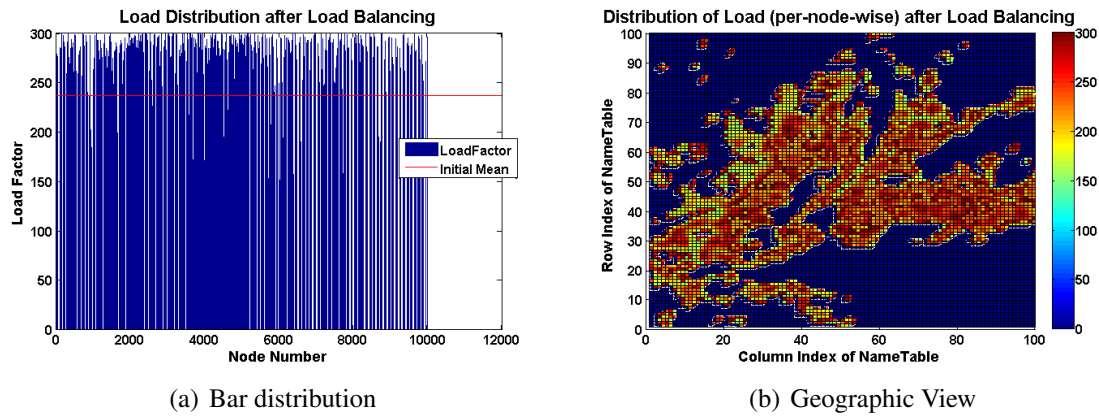 Load Distribution after Load Balancing
300
250
200
150
100
50
0
Load Factor
0 2000 4000 6000 8000 10000 12000
Node Number
LoadFactor
Initial Mean
(a) Bar distribution
Distribution of Load (per-node-wise) after Load Balancing
100
90
80
70
60
50
40
30
20
10
0
Row Index of NameTable
0 20 40 60 80 100
Column Index of NameTable
300
250
200
150
100
50
0
(b) Geographic View